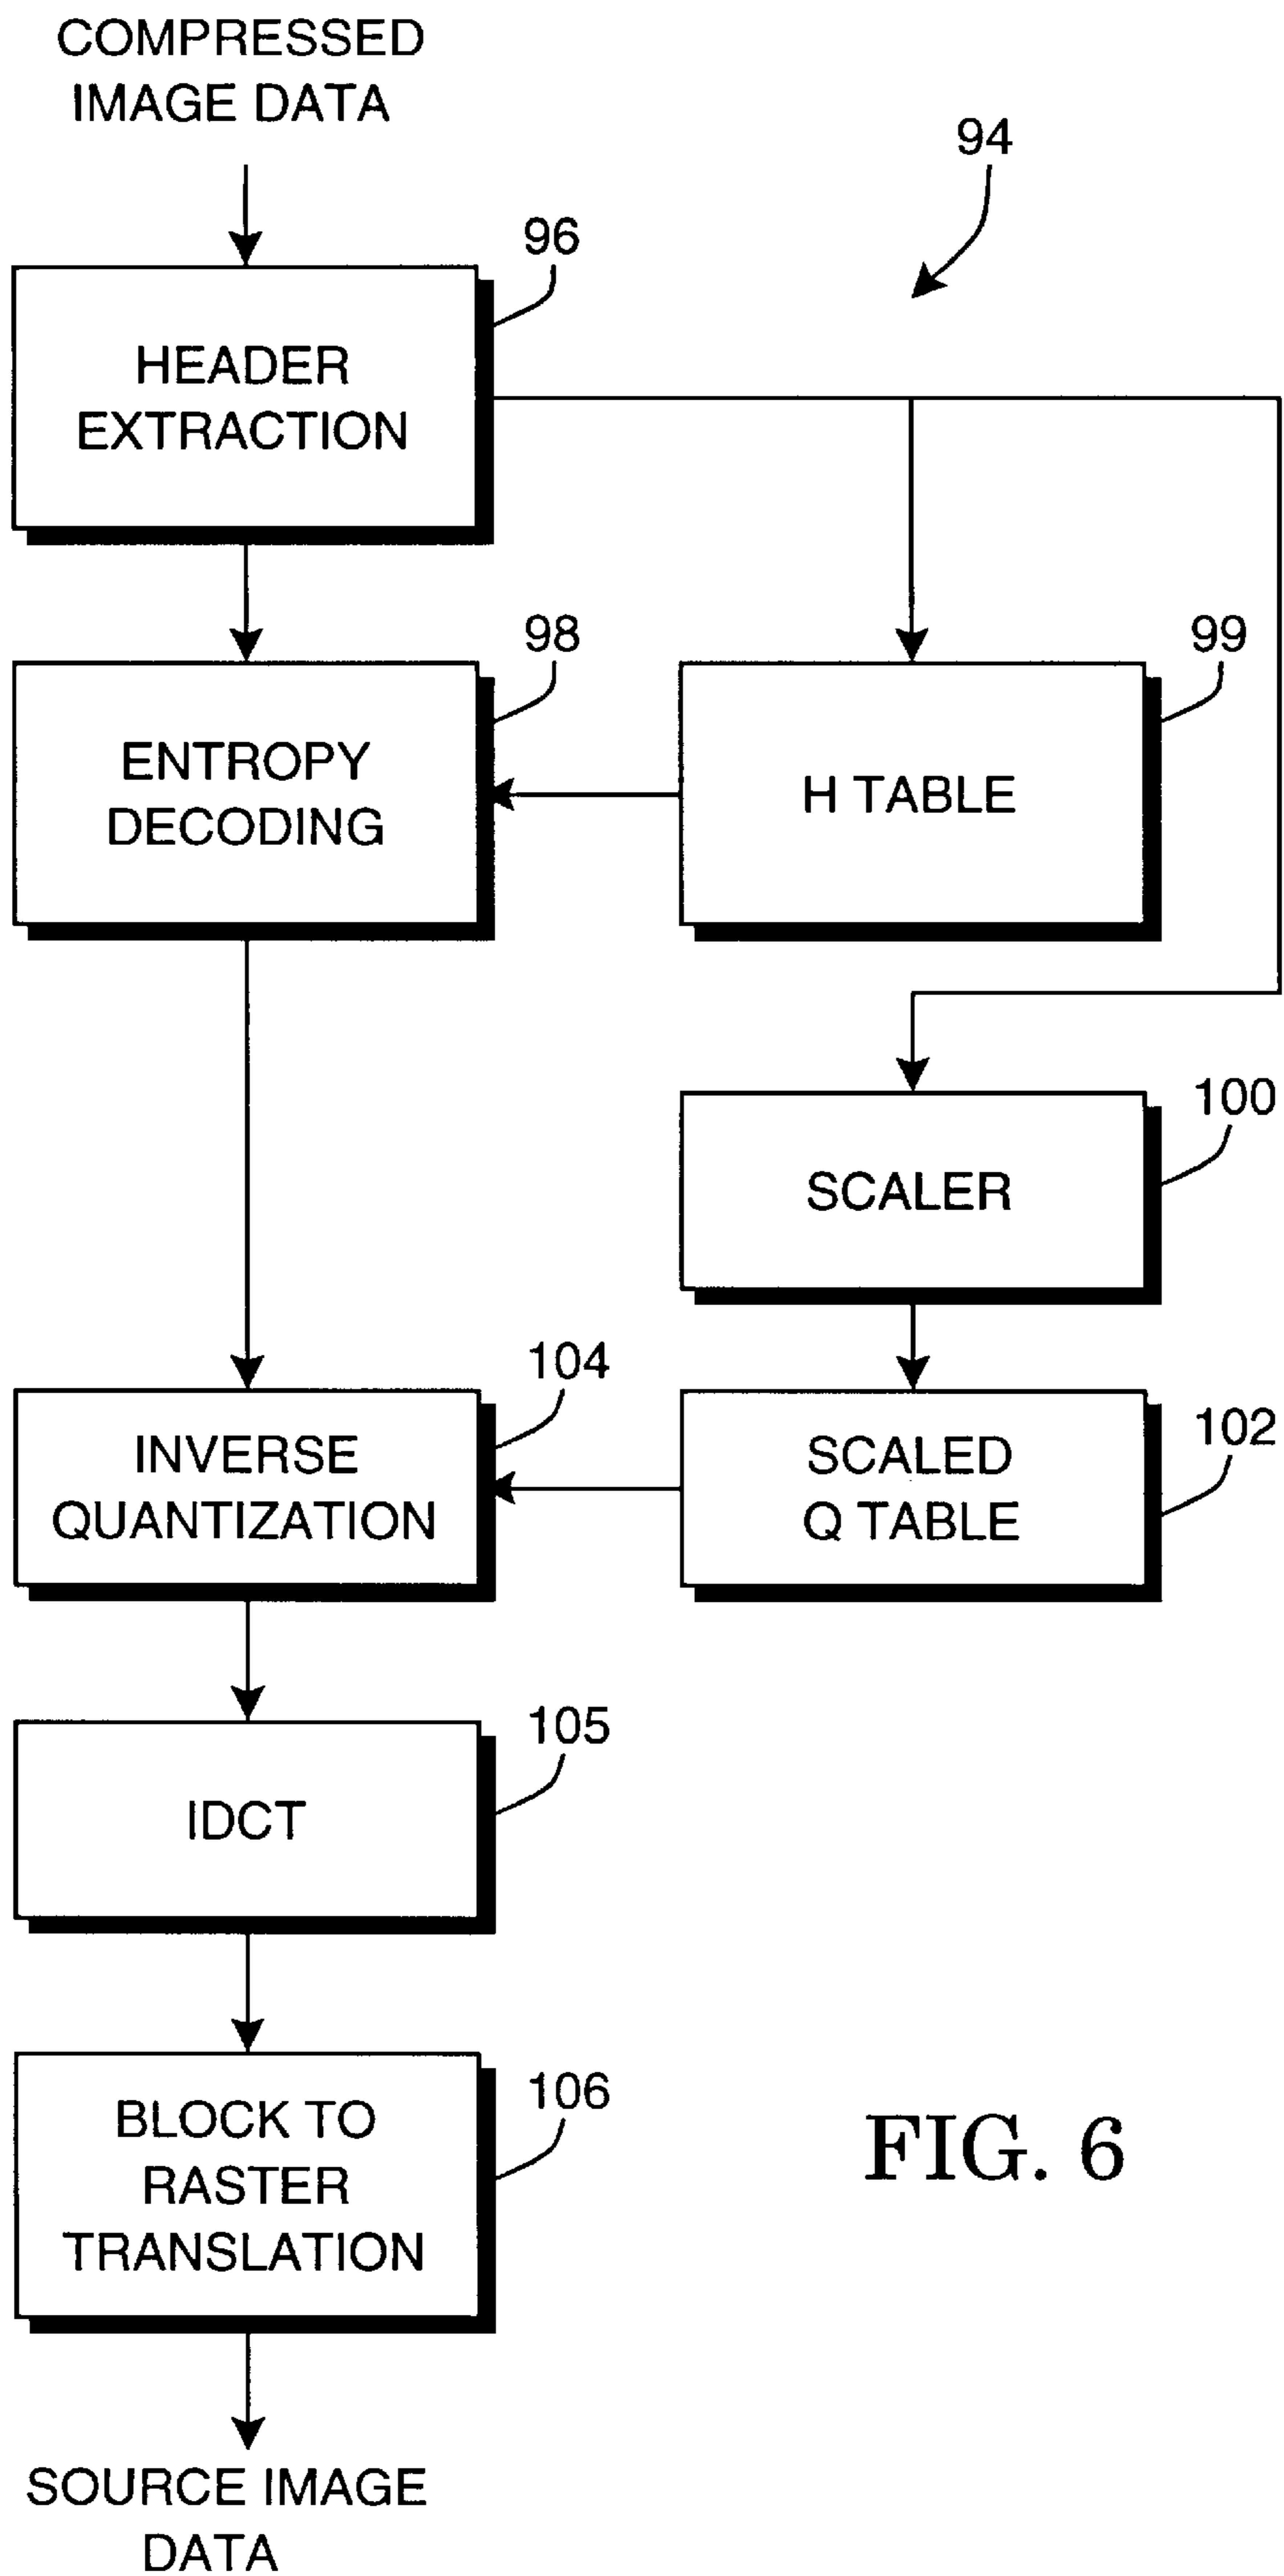 COMPRESSED
IMAGE DATA
94
96
HEADER
EXTRACTION
98
99
ENTROPY
DECODING
H TABLE
100
SCALER
104
102
INVERSE
QUANTIZATION
SCALED
Q TABLE
105
IDCT
106
BLOCK TO
RASTER
TRANSLATION
FIG. 6
SOURCE IMAGE
DATA